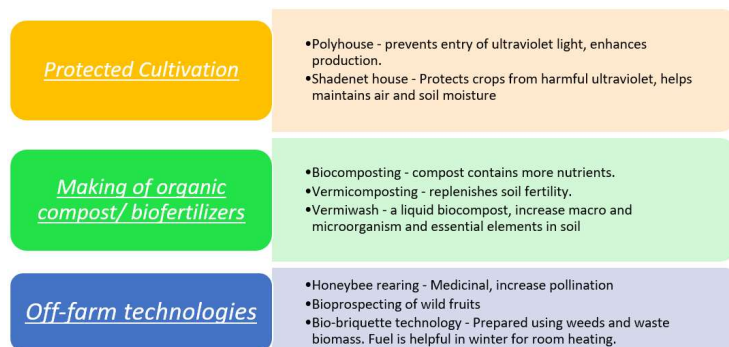 Protected Cultivation
•Polyhouse - prevents entry of ultraviolet light, enhances
production.
•Shadenet house - Protects crops from harmful ultraviolet, helps
maintains air and soil moisture
Making of organic
compost/ biofertilizers
•Biocomposting - compost contains more nutrients.
•Vermicomposting - replenishes soil fertility.
•Vermiwash - a liquid biocompost, increase macro and
microorganism and essential elements in soil
Off-farm technologies
•Honeybee rearing - Medicinal, increase pollination
•Bioprospecting of wild fruits
•Bio-briquette technology - Prepared using weeds and waste
biomass. Fuel is helpful in winter for room heating.